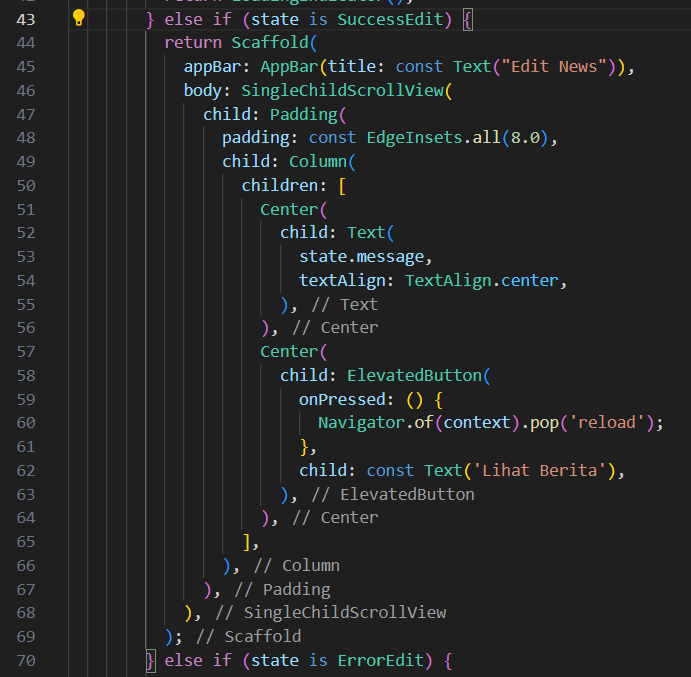 43 } else if (state is SuccessEdit) {
44 return Scaffold(
45 appBar: AppBar(title: const Text("Edit News")),
46 body: SingleChildScrollView(
47 child: Padding(
48 padding: const EdgeInsets.all(8.0),
49 child: Column(
50 children: [
51 Center(
52 child: Text(
53 state.message,
54 textAlign: TextAlign.center,
55 ), // Text
56 ), // Center
57 Center(
58 child: ElevatedButton(
59 onPressed: () {
60 Navigator.of(context).pop('reload');
61 },
62 child: const Text('Lihat Berita'),
63 ), // ElevatedButton
64 ), // Center
65 ],
66 ), // Column
67 ), // Padding
68 ), // SingleChildScrollView
69 ); // Scaffold
70 } else if (state is ErrorEdit) {